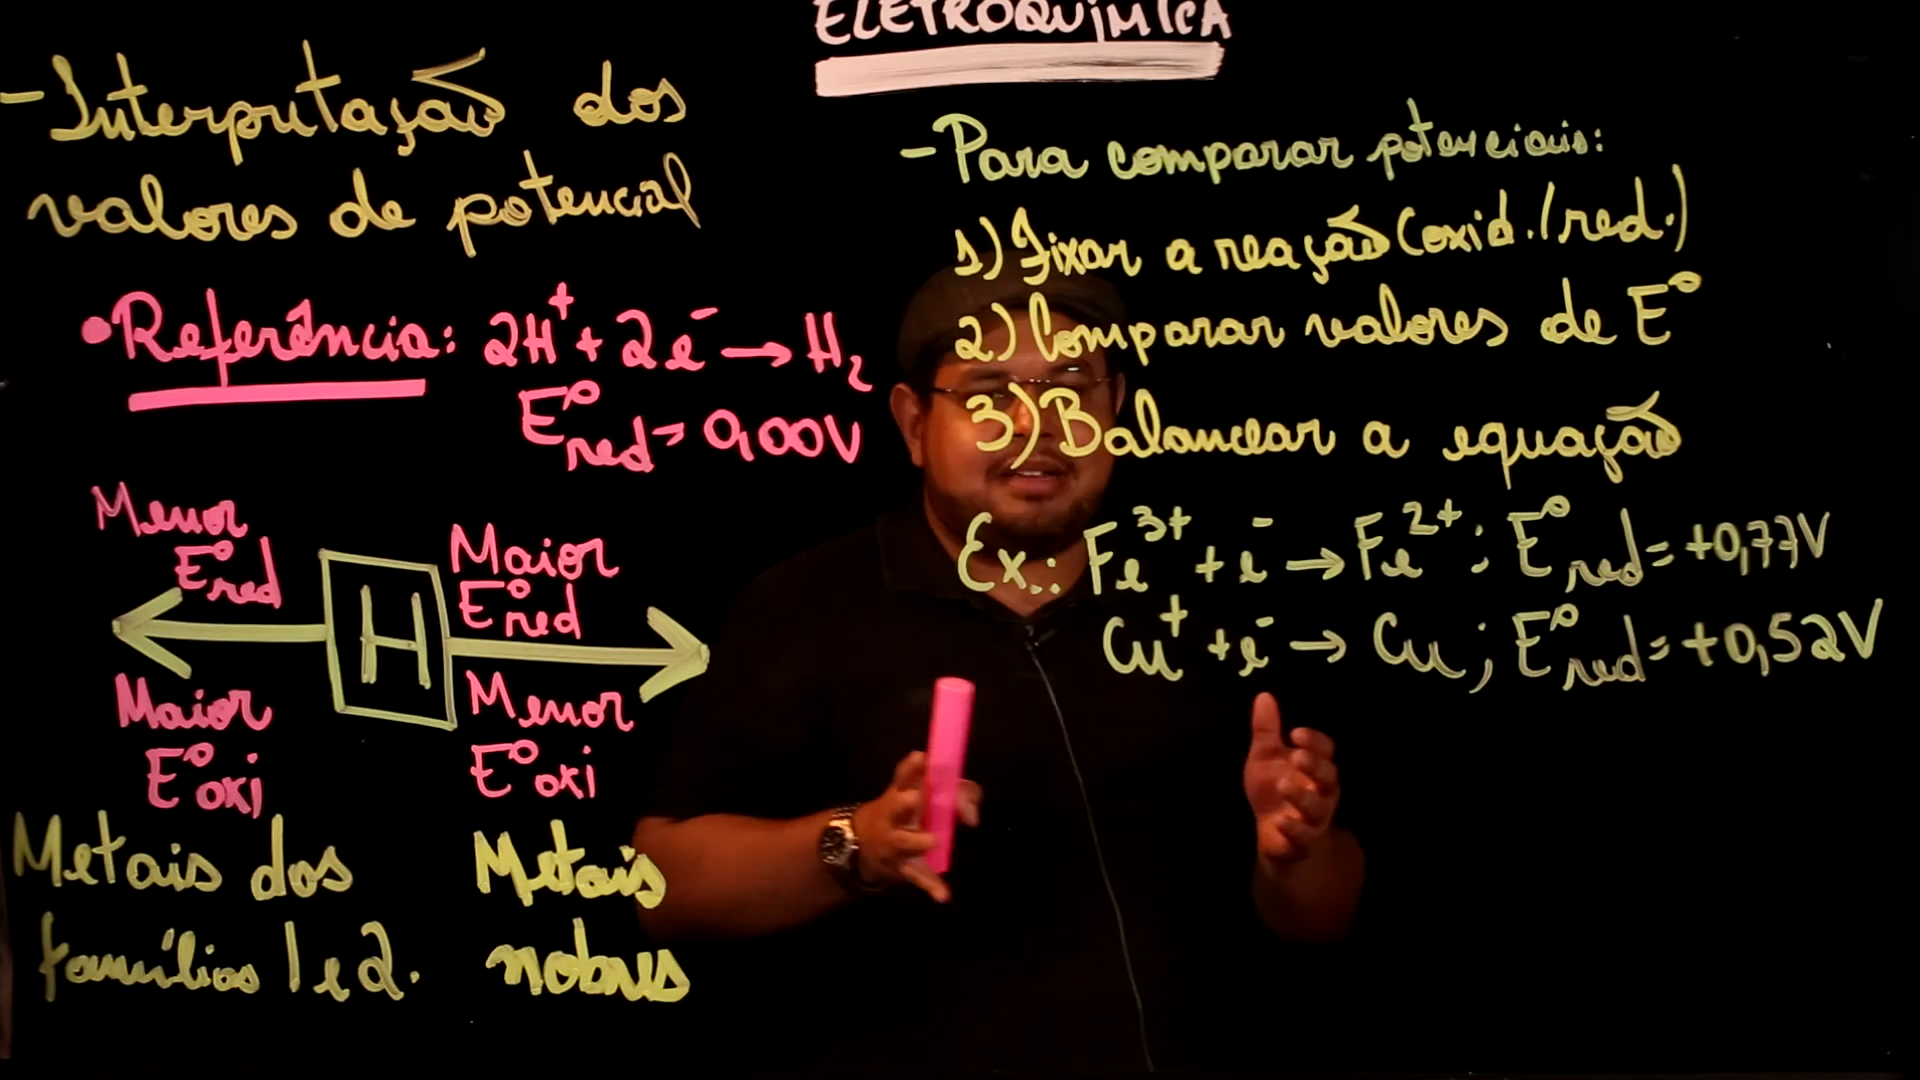 ELETROQUÍMICA
- Interpretação dos
valores de potencial
• Referência: 2H⁺ + 2e⁻ → H₂
E°red = 0,00V
Menor
E°red
Maior
E°red
H
Maior
E°oxi
Menor
E°oxi
Metais dos
famílias 1 e 2.
Metais
nobres
- Para comparar potenciais:
1) Fixar a reação (oxid./red.)
2) Comparar valores de E°
3) Balancear a equação
Ex.: Fe³⁺ + e⁻ → Fe²⁺ ; E°red = +0,77V
Cu⁺ + e⁻ → Cu ; E°red = +0,52V